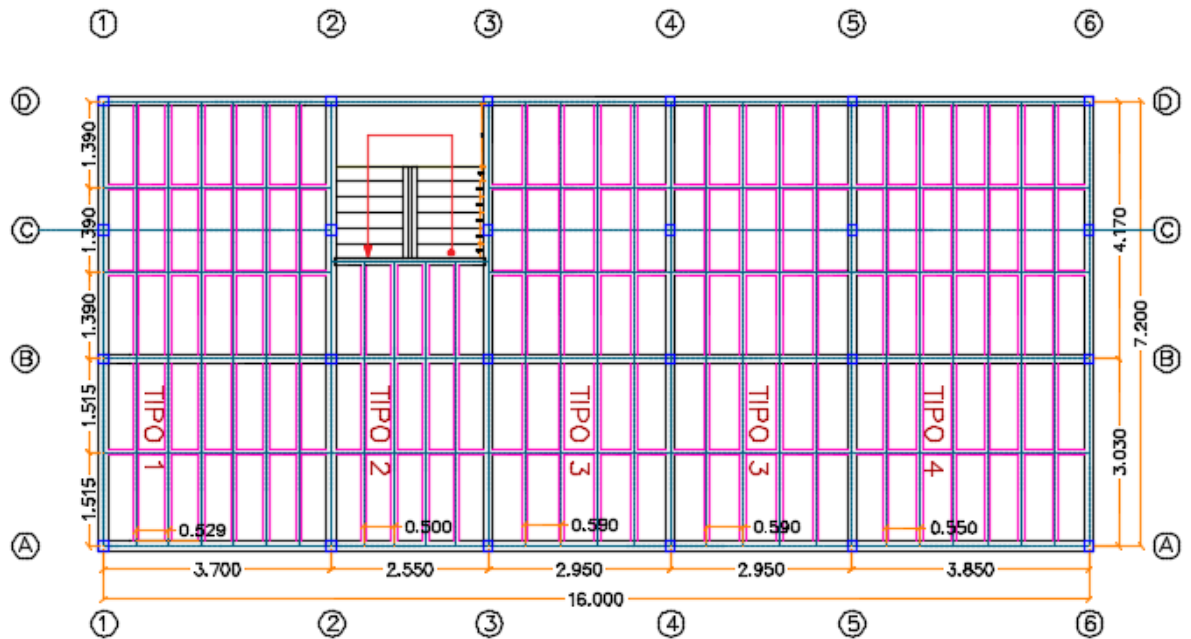 1 2 3 4 5 6
D D
1.390
C C
1.390
4.170
1.390
7.200
B B
1.515
TIPO 1 TIPO 2 TIPO 3 TIPO 3 TIPO 4
3.030
1.515
0.529 0.500 0.590 0.590 0.550
A A
3.700 2.550 2.950 2.950 3.850
16.000
1 2 3 4 5 6